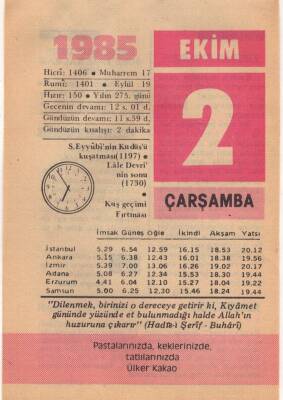 1985
Hicrî: 1406 • Muharrem 17
Rumî: 1401 • Eylül 19
Hızır: 150 • Yılın 275. günü
Gecenin devamı: 12 s. 01 d.
Gündüzün devamı: 11 s. 59 d.
Gündüzün kısalışı: 2 dakika
EKİM
2
ÇARŞAMBA
S. Eyyûbî'nin Kudüs'ü
kuşatması(1197) •
Lâle Devri'
nin sonu
(1730)
•
Kuş geçimi
Fırtınası
İmsak Güneş Öğle İkindi Akşam Yatsı
İstanbul 5.29 6.54 12.59 16.15 18.53 20.12
Ankara 5.15 6.38 12.43 16.01 18.38 19.56
İzmir 5.39 7.00 13.06 16.26 19.02 20.17
Adana 5.08 6.27 12.34 15.53 18.30 19.44
Erzurum 4.41 6.04 12.10 15.27 18.04 19.22
Samsun 5.00 6.25 12.30 15.46 18.24 19.44
"Dilenmek, birinizi o dereceye getirir ki, Kıyâmet
gününde yüzünde et bulunmadığı halde Allah'ın
huzuruna çıkarır" (Hadîs-i Şerîf - Buhârî)
Pastalarınızda, keklerinizde,
tatlılarınızda
Ülker Kakao